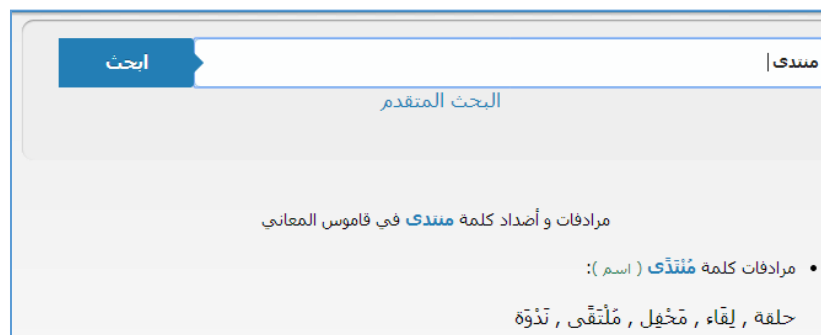 منتدى
ابحث
البحث المتقدم
مرادفات و أضداد كلمة منتدى في قاموس المعاني
• مرادفات كلمة مُنْتَدًى ( اسم ):
حلقة , لِقَاء , مَحْفِل , مُلْتَقًى , نَدْوَة